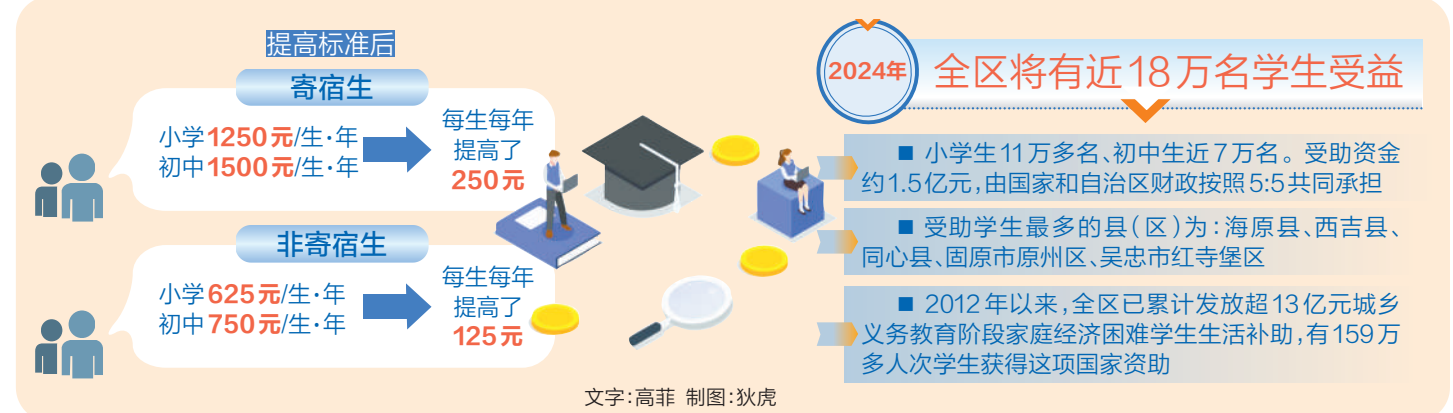 提高标准后
寄宿生
小学1250元/生·年
初中1500元/生·年
每生每年
提高了
250元
非寄宿生
小学625元/生·年
初中750元/生·年
每生每年
提高了
125元
2024年
全区将有近18万名学生受益
■ 小学生11万多名、初中生近7万名。受助资金
约1.5亿元,由国家和自治区财政按照5:5共同承担
■ 受助学生最多的县(区)为:海原县、西吉县、
同心县、固原市原州区、吴忠市红寺堡区
■ 2012年以来,全区已累计发放超13亿元城乡
义务教育阶段家庭经济困难学生生活补助,有159万
多人次学生获得这项国家资助
文字:高菲 制图:狄虎